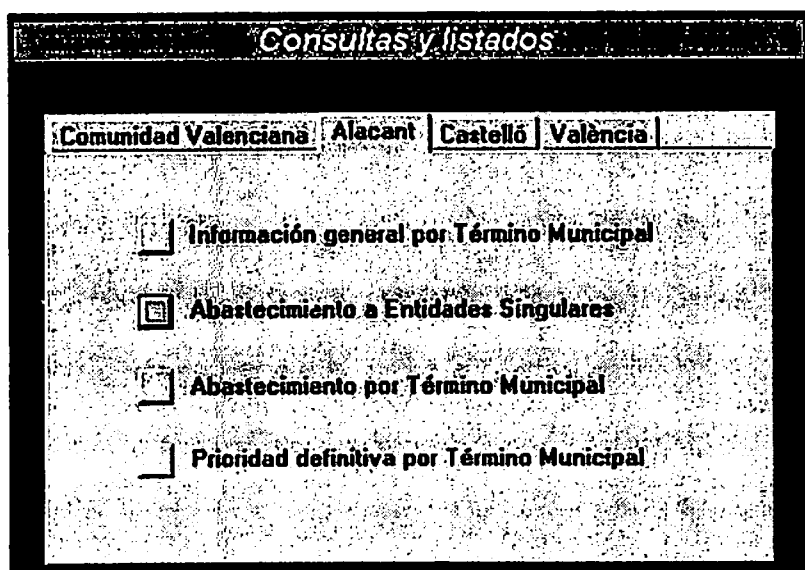 Consultas y listados
Comunidad Valenciana Alacant Castelló València
Información general por Término Municipal
Abastecimiento a Entidades Singulares
Abastecimiento por Término Municipal
Prioridad definitiva por Término Municipal